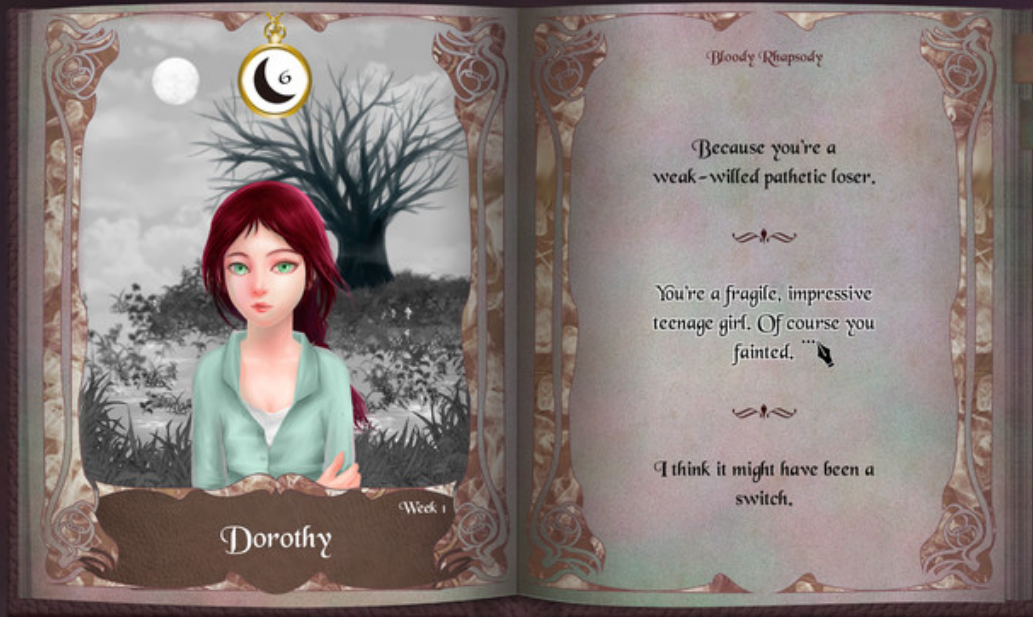 6
Week 1
Dorothy
Bloody Rhapsody
Because you're a
weak-willed pathetic loser.
You're a fragile, impressive
teenage girl. Of course you
fainted. ...
I think it might have been a
switch.